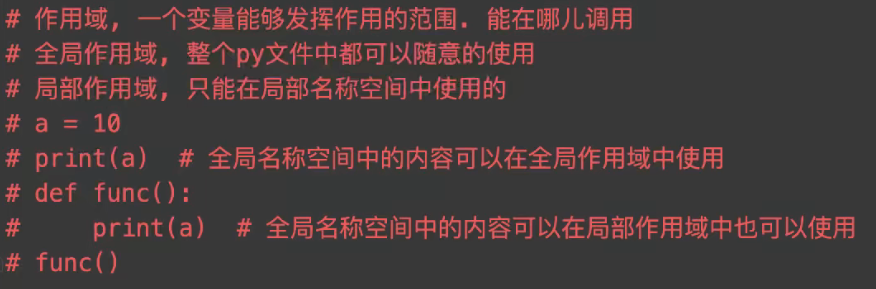 # 作用域, 一个变量能够发挥作用的范围. 能在哪儿调用
# 全局作用域, 整个py文件中都可以随意的使用
# 局部作用域, 只能在局部名称空间中使用的
# a = 10
# print(a)  # 全局名称空间中的内容可以在全局作用域中使用
# def func():
#     print(a)  # 全局名称空间中的内容可以在局部作用域中也可以使用
# func()